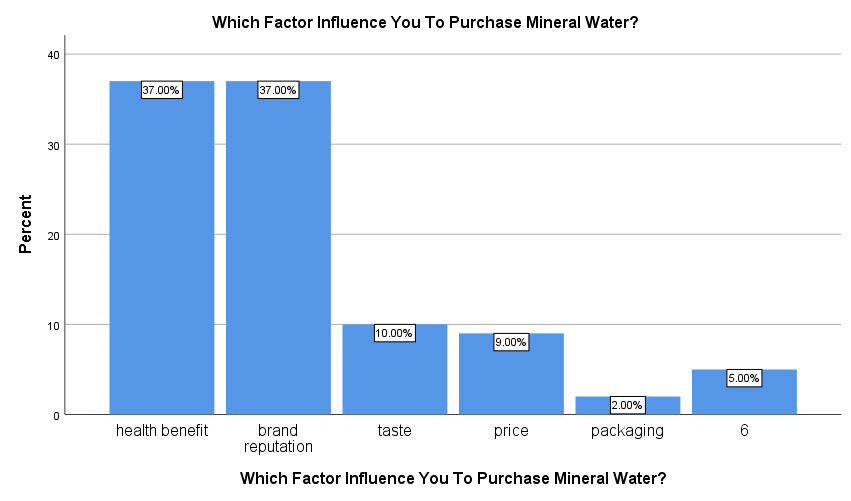 Which Factor Influence You To Purchase Mineral Water?
Percent
40
30
20
10
0
37.00%
37.00%
10.00%
9.00%
2.00%
5.00%
health benefit
brand
reputation
taste
price
packaging
6
Which Factor Influence You To Purchase Mineral Water?